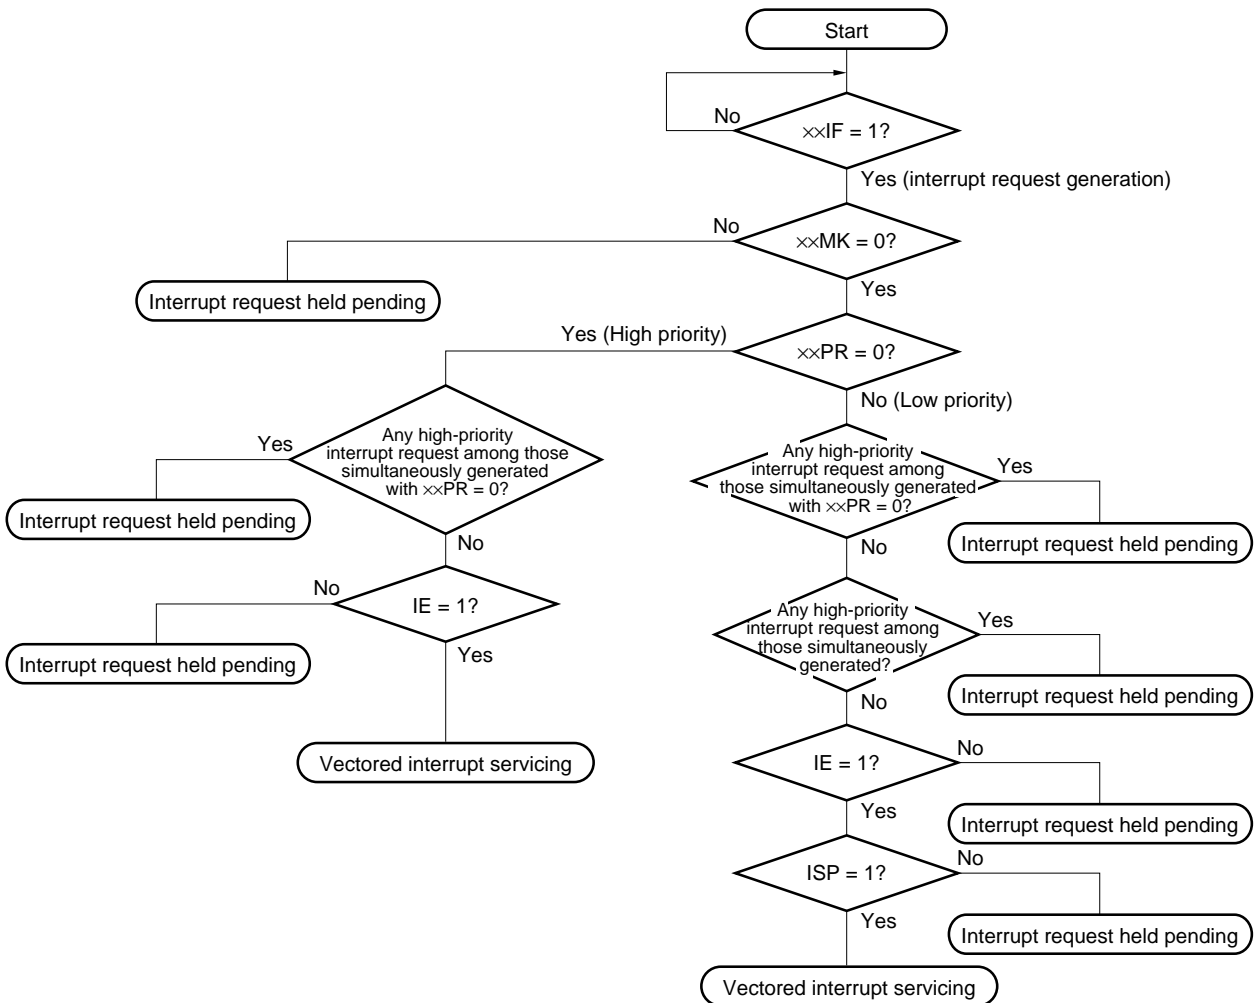 Start
No
××IF = 1?
Yes (interrupt request generation)
No
××MK = 0?
Interrupt request held pending
Yes
Yes (High priority)
××PR = 0?
No (Low priority)
Yes
Any high-priority
interrupt request among those
simultaneously generated
with ××PR = 0?
Any high-priority
interrupt request among
those simultaneously generated
with ××PR = 0?
Yes
Interrupt request held pending
Interrupt request held pending
No
No
No
IE = 1?
Any high-priority
interrupt request among
those simultaneously
generated?
Yes
Interrupt request held pending
Yes
Interrupt request held pending
No
Vectored interrupt servicing
IE = 1?
No
Yes
Interrupt request held pending
ISP = 1?
No
Yes
Interrupt request held pending
Vectored interrupt servicing